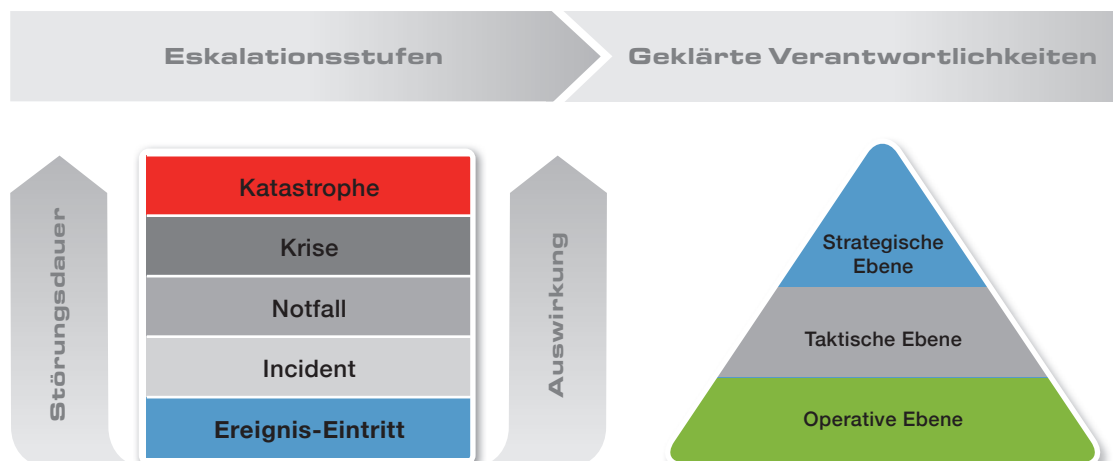 Eskalationsstufen
Geklärte Verantwortlichkeiten
Störungsdauer
Katastrophe
Krise
Notfall
Incident
Ereignis-Eintritt
Auswirkung
Strategische
Ebene
Taktische Ebene
Operative Ebene